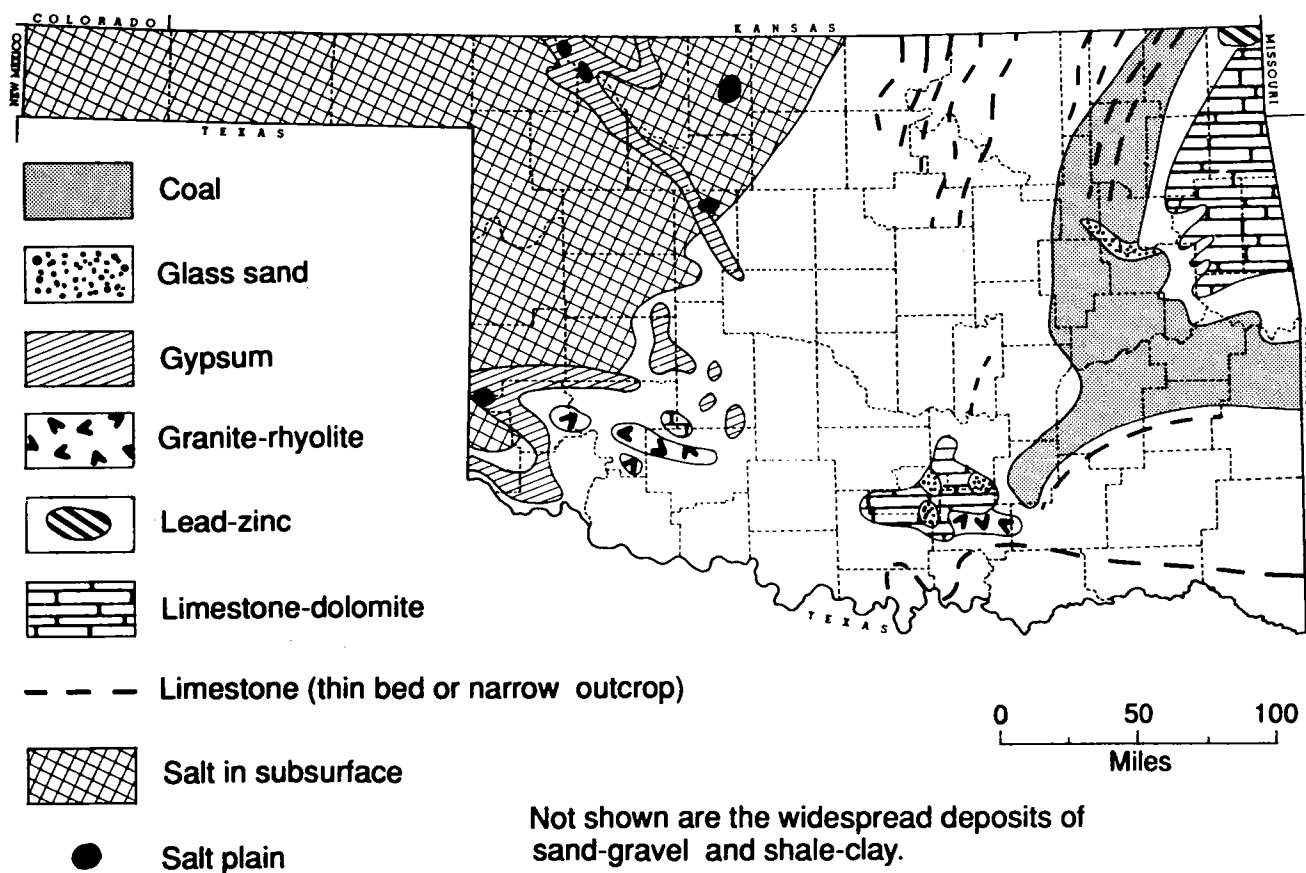 COLORADO
KANSAS
NEW MEXICO
MISSOURI
TEXAS
Coal
Glass sand
Gypsum
Granite-rhyolite
Lead-zinc
Limestone-dolomite
Limestone (thin bed or narrow outcrop)
Salt in subsurface
Salt plain
TEXAS
0 50 100
Miles
Not shown are the widespread deposits of
sand-gravel and shale-clay.